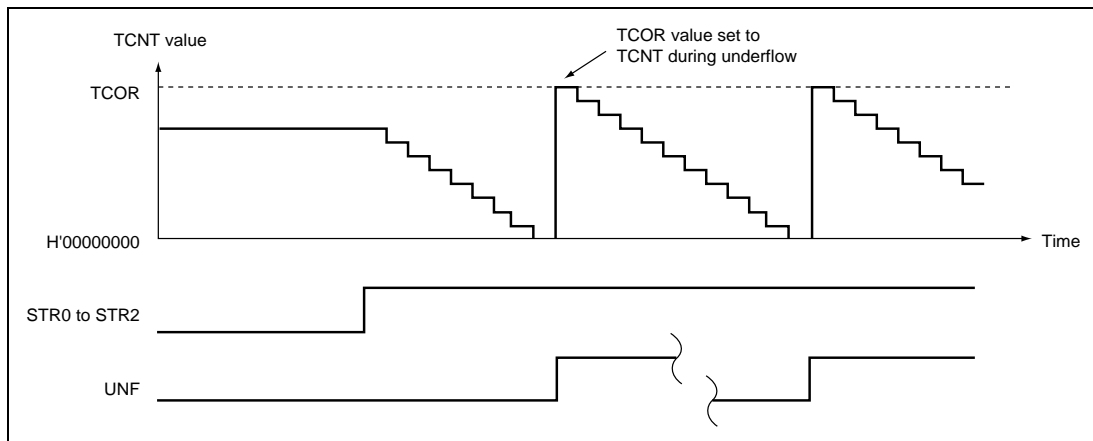 TCNT value
TCOR value set to
TCNT during underflow
TCOR
H'00000000
Time
STR0 to STR2
UNF